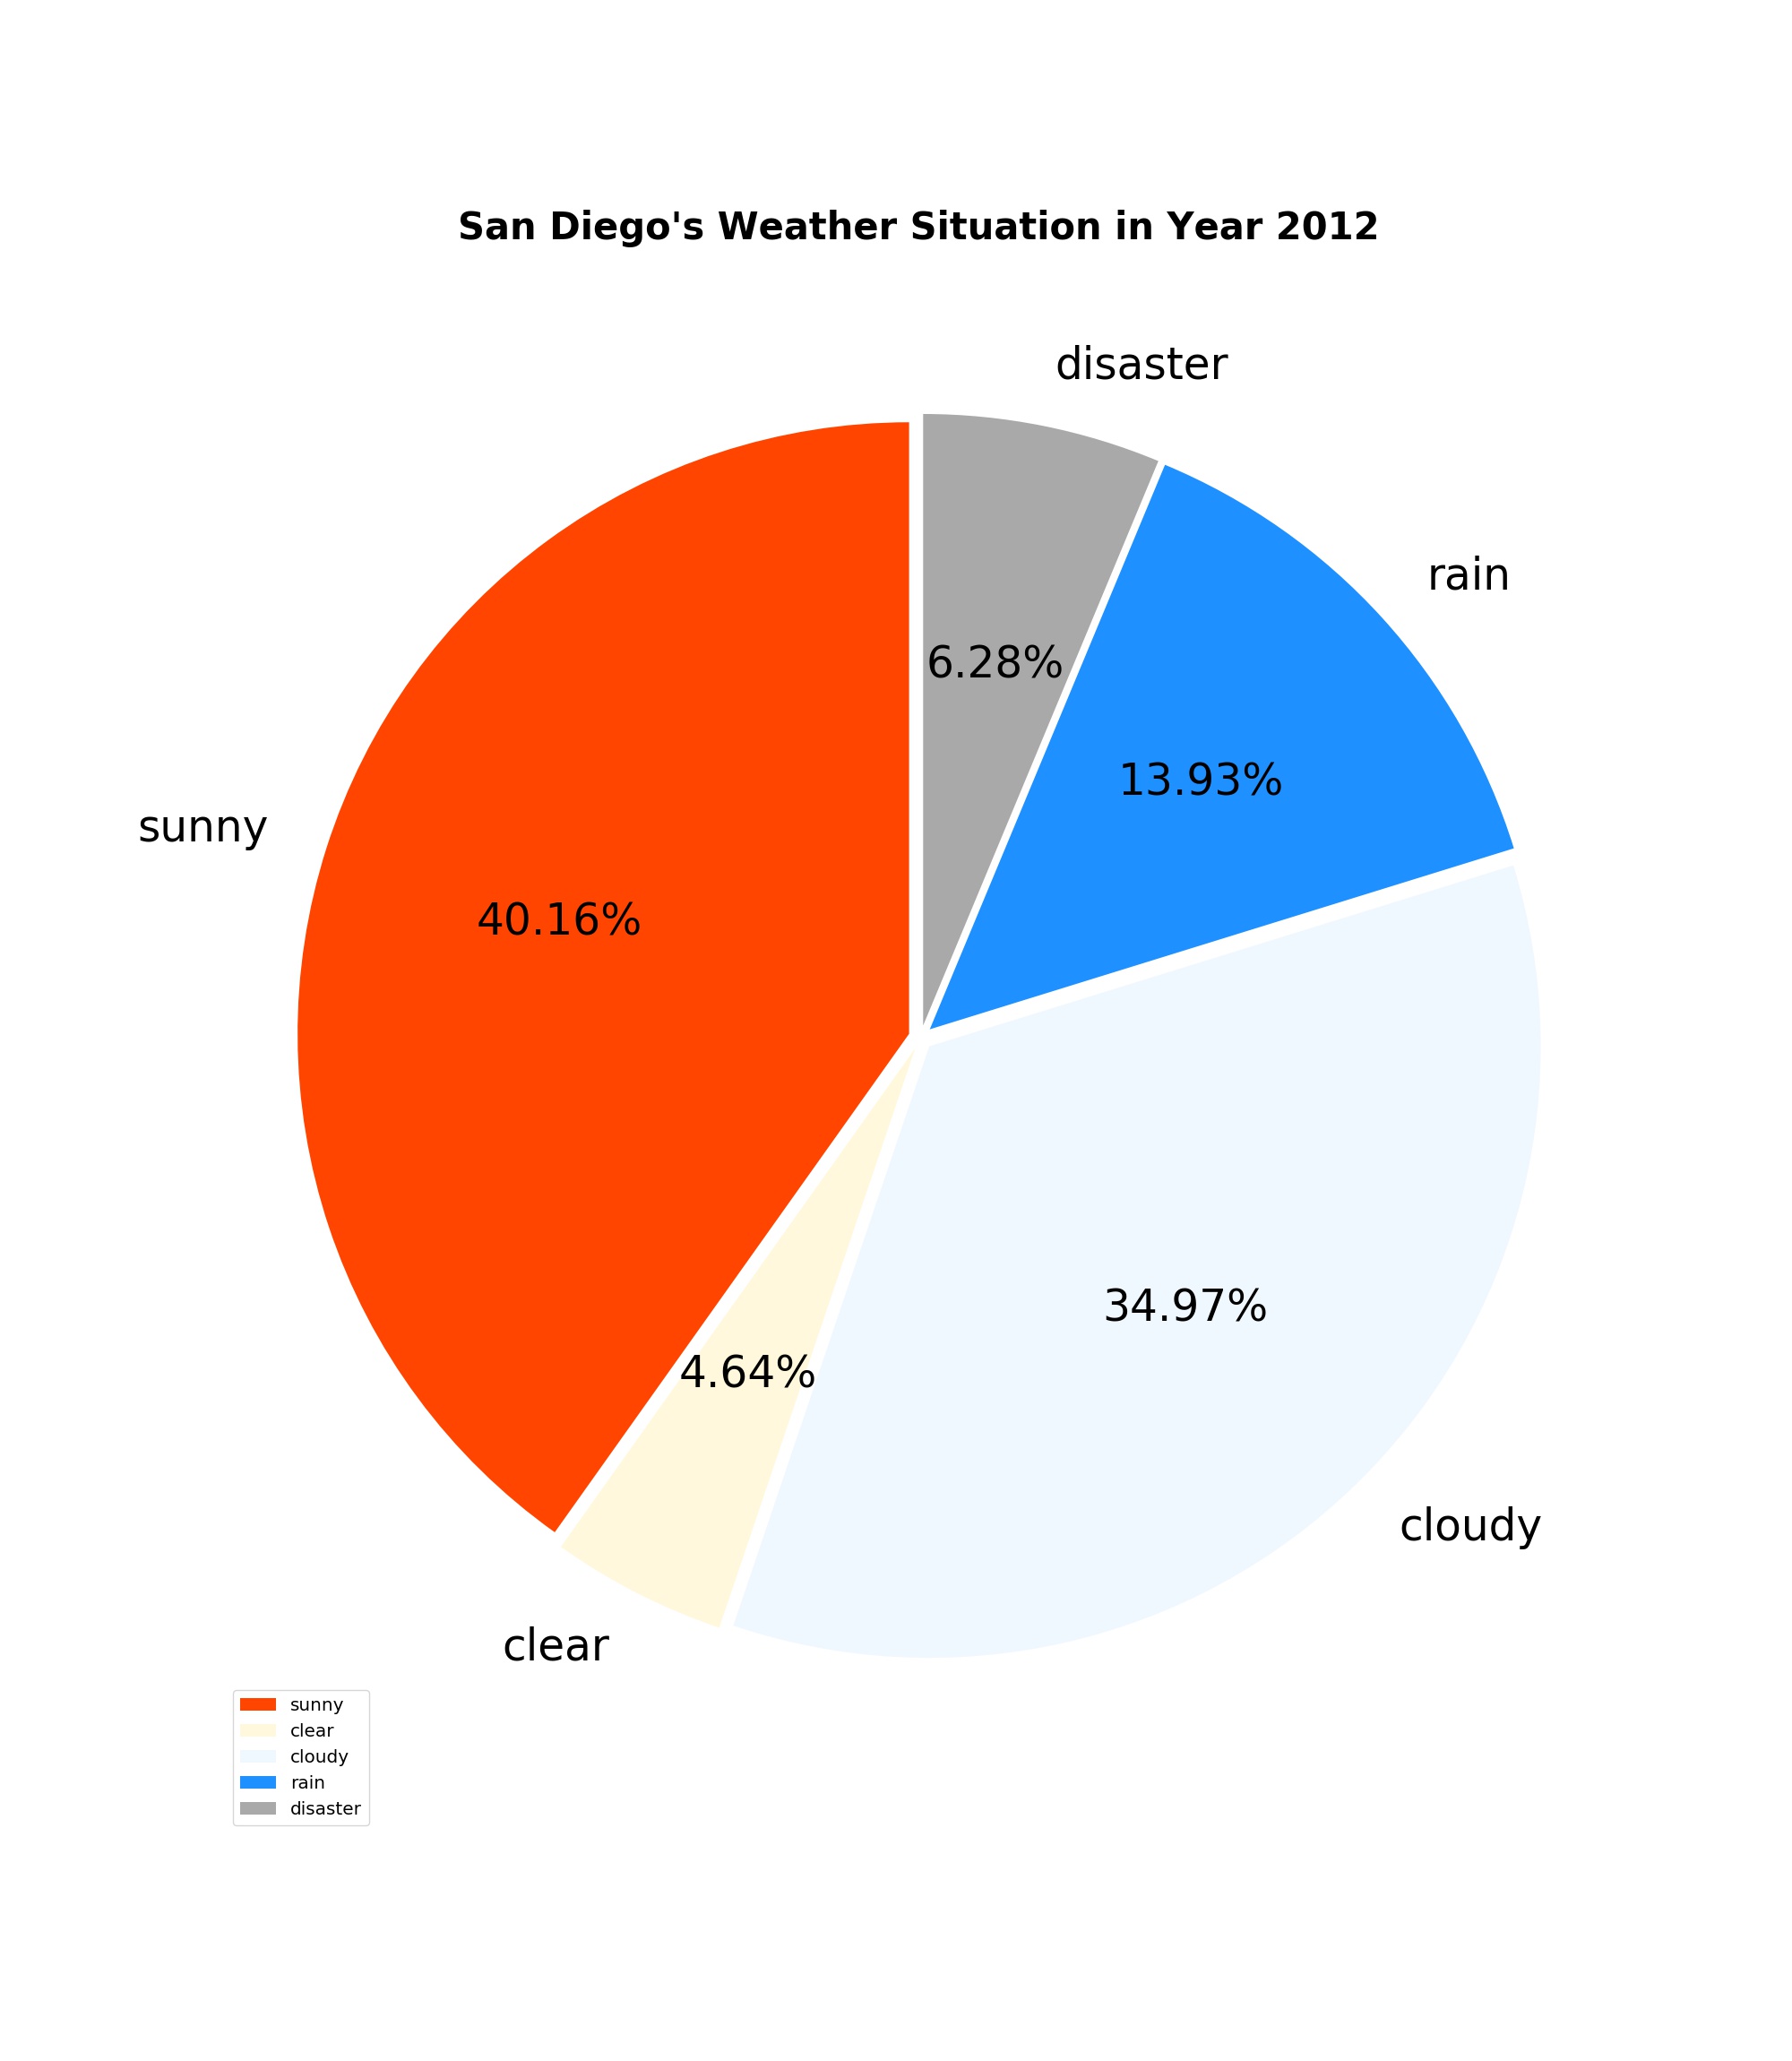 San Diego's Weather Situation in Year 2012
disaster
rain
6.28%
13.93%
sunny
40.16%
34.97%
4.64%
cloudy
clear
sunny
clear
cloudy
rain
disaster